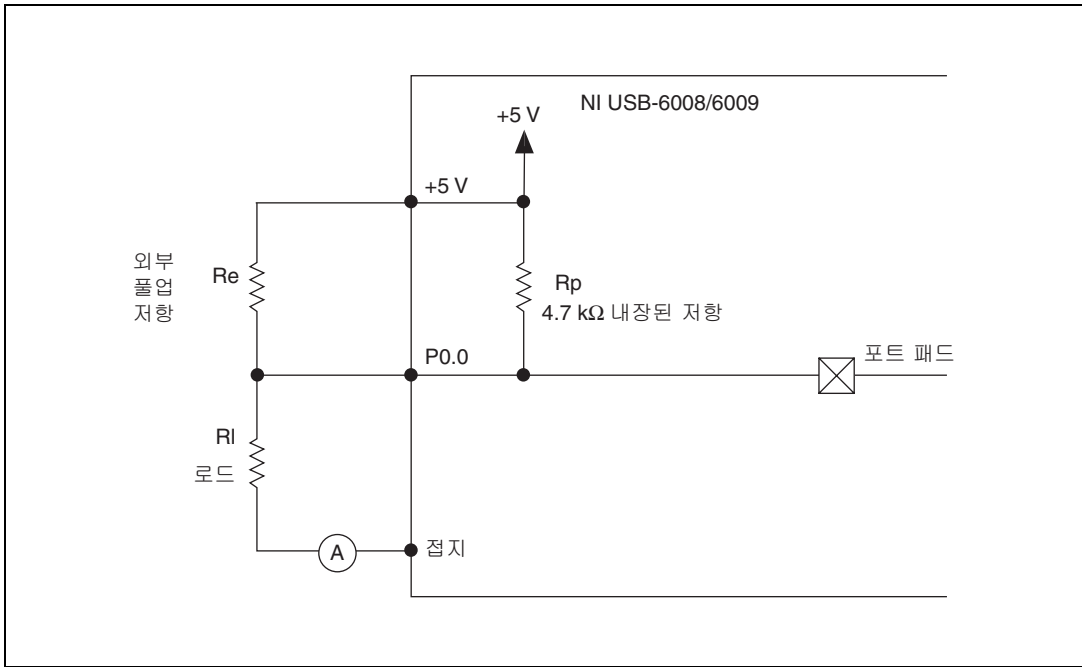 NI USB-6008/6009
+5 V
+5 V
외부
풀업
저항
Re
Rp
4.7 kΩ 내장된 저항
P0.0
포트 패드
Rl
로드
A
접지